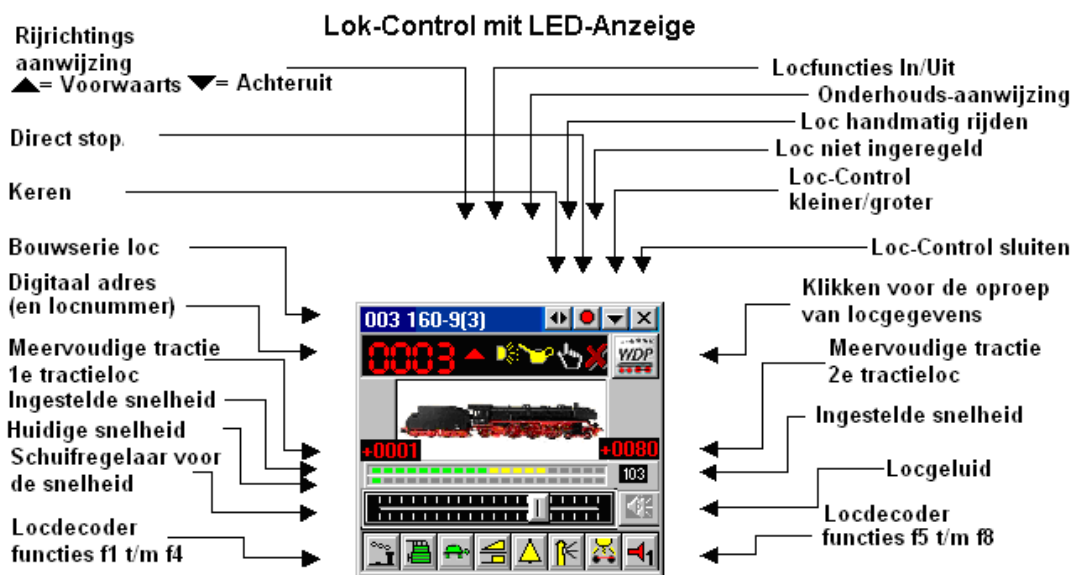 Lok-Control mit LED-Anzeige
Rijrichtings
aanwijzing
▲= Voorwaarts ▼= Achteruit
Direct stop.
Keren
Bouwserie loc
Digitaal adres
(en locnummer)
Meervoudige tractie
1e tractieloc
Ingestelde snelheid
Huidige snelheid
Schuifregelaar voor
de snelheid
Locdecoder
functies f1 t/m f4
Locfuncties In/Uit
Onderhouds-aanwijzing
Loc handmatig rijden
Loc niet ingeregeld
Loc-Control
kleiner/groter
Loc-Control sluiten
Klikken voor de oproep
van locgegevens
Meervoudige tractie
2e tractieloc
Ingestelde snelheid
Locgeluid
Locdecoder
functies f5 t/m f8
003 160-9(3)
0003
WDP
+0001
+0080
103
1